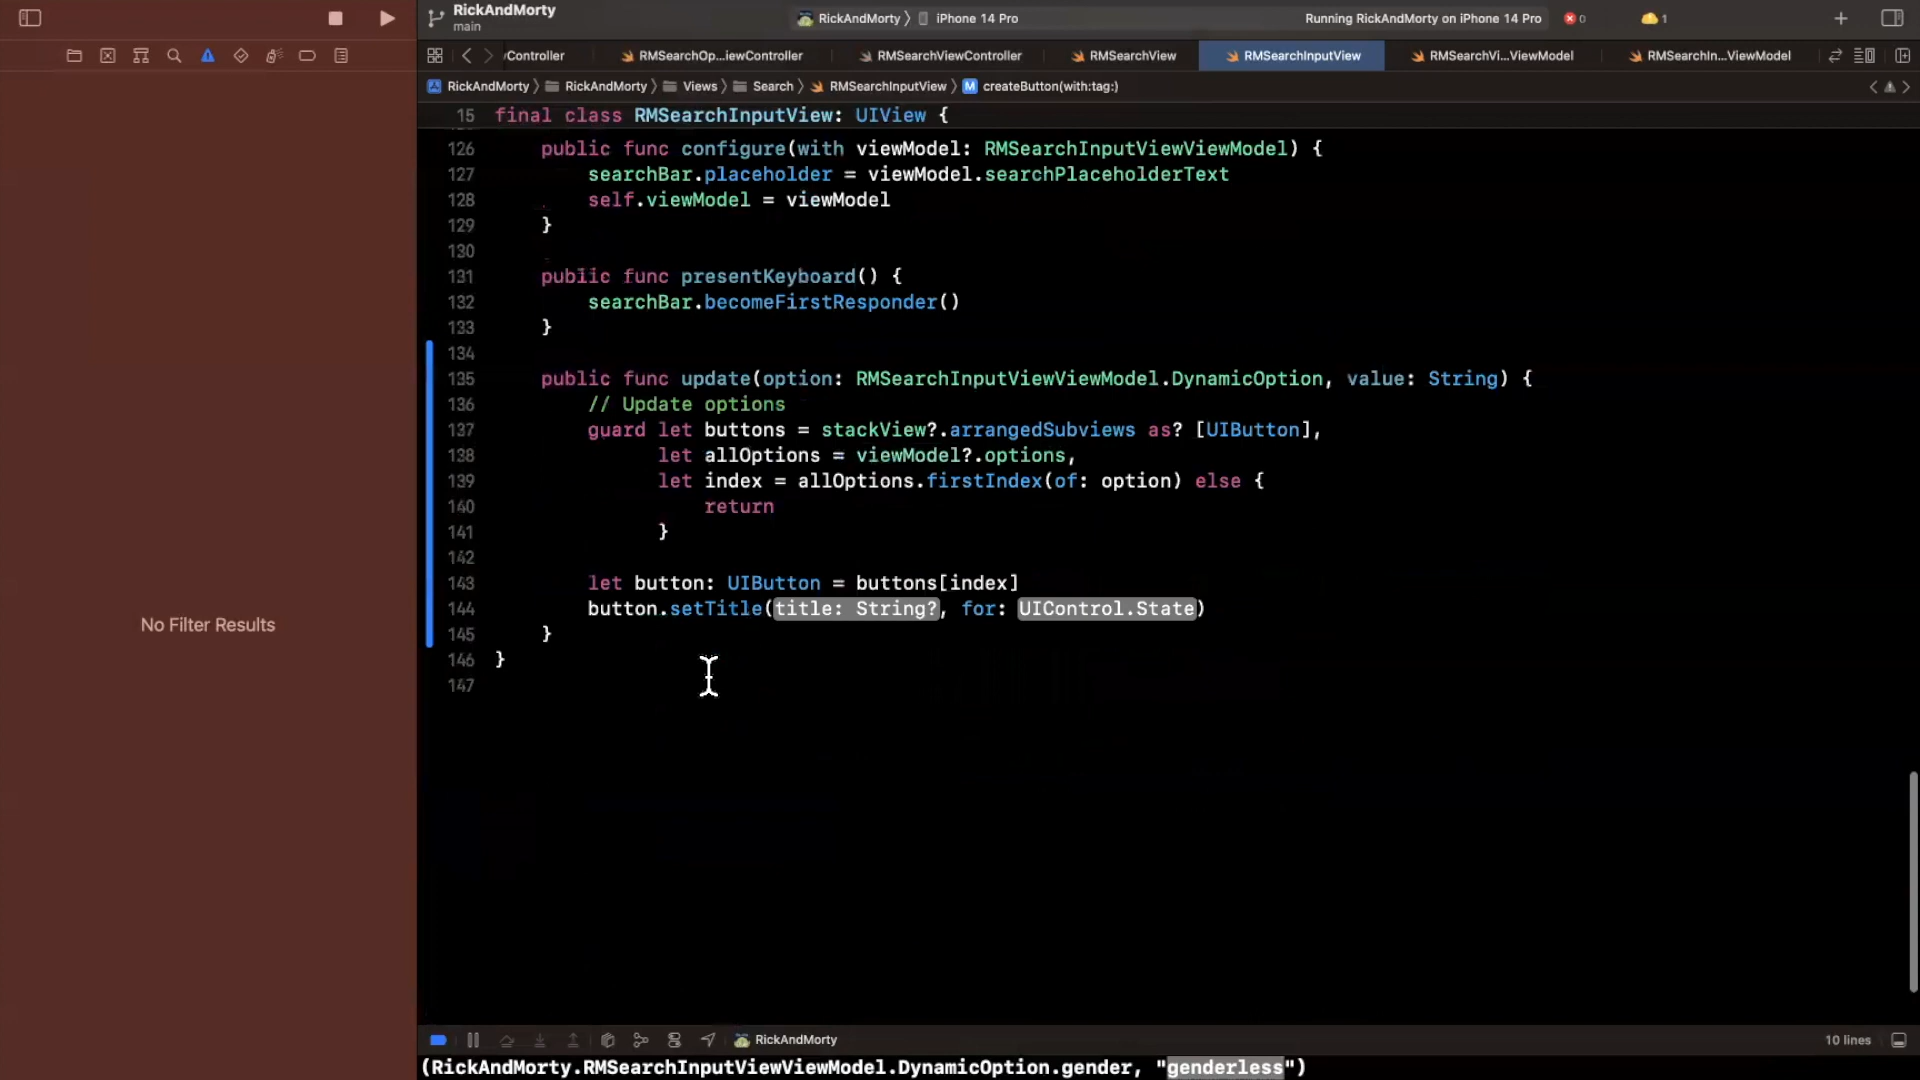 RickAndMorty
main
RickAndMorty 〉 iPhone 14 Pro
Running RickAndMorty on iPhone 14 Pro
0
1
/Controller
RMSearchOp...iewController
RMSearchViewController
RMSearchView
RMSearchInputView
RMSearchVi...ViewModel
RMSearchIn...ViewModel
RickAndMorty 〉 RickAndMorty 〉 Views 〉 Search 〉 RMSearchInputView 〉 M createButton(with:tag:)
15 final class RMSearchInputView: UIView {
126 public func configure(with viewModel: RMSearchInputViewViewModel) {
127 searchBar.placeholder = viewModel.searchPlaceholderText
128 self.viewModel = viewModel
129 }
130
131 public func presentKeyboard() {
132 searchBar.becomeFirstResponder()
133 }
134
135 public func update(option: RMSearchInputViewViewModel.DynamicOption, value: String) {
136 // Update options
137 guard let buttons = stackView?.arrangedSubviews as? [UIButton],
138 let allOptions = viewModel?.options,
139 let index = allOptions.firstIndex(of: option) else {
140 return
141 }
142
143 let button: UIButton = buttons[index]
144 button.setTitle(title: String?, for: UIControl.State)
145 }
146 }
147
No Filter Results
RickAndMorty
10 lines
(RickAndMorty.RMSearchInputViewViewModel.DynamicOption.gender, "genderless")